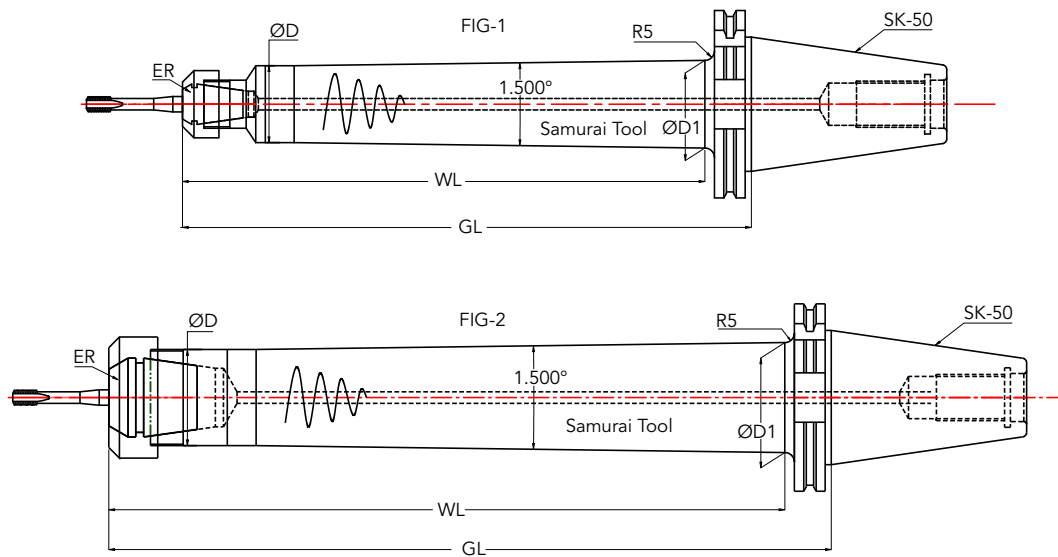 FIG-1
SK-50
ØD
R5
ER
1.500°
Samurai Tool
ØD1
WL
GL
FIG-2
SK-50
ØD
R5
ER
1.500°
Samurai Tool
ØD1
WL
GL